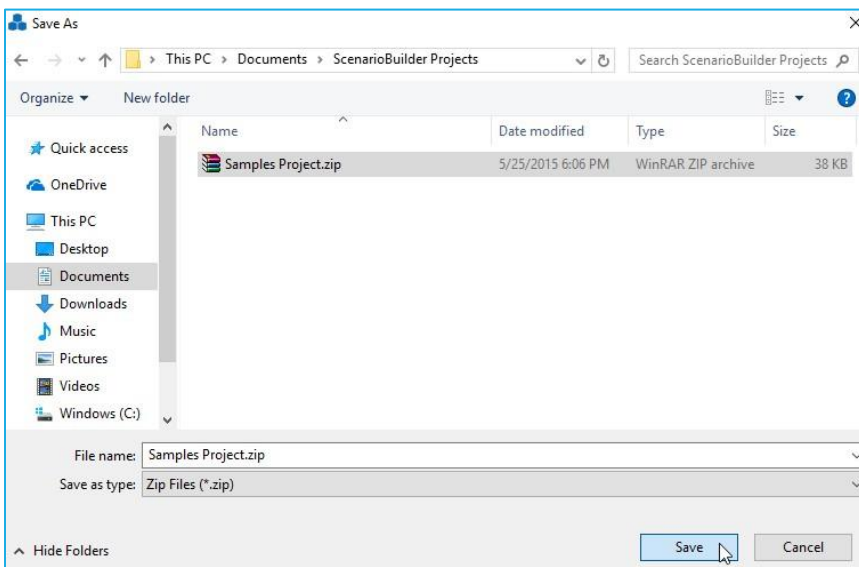 Save As
This PC > Documents > ScenarioBuilder Projects
Search ScenarioBuilder Projects
Organize
New folder
Name
Date modified
Type
Size
Samples Project.zip
5/25/2015 6:06 PM
WinRAR ZIP archive
38 KB
Quick access
OneDrive
This PC
Desktop
Documents
Downloads
Music
Pictures
Videos
Windows (C:)
File name: Samples Project.zip
Save as type: Zip Files (*.zip)
Hide Folders
Save
Cancel